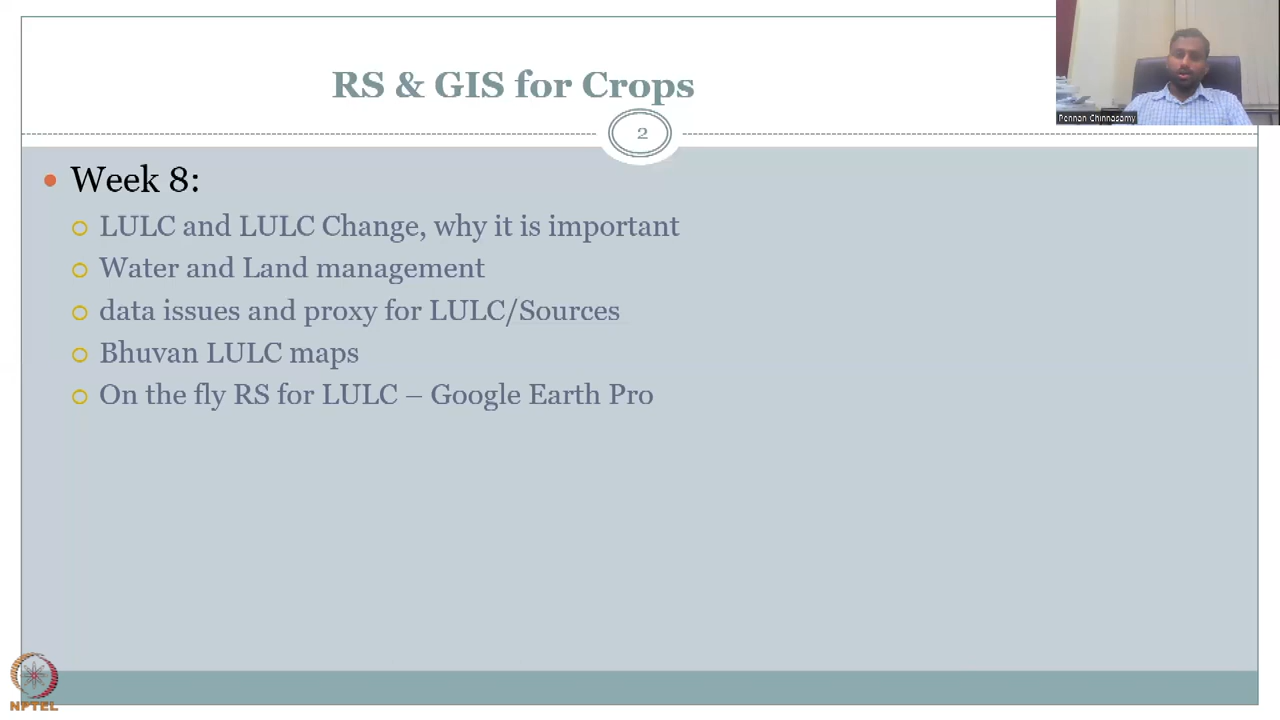 RS & GIS for Crops
Pennan Chinnasamy
2
Week 8:
LULC and LULC Change, why it is important
Water and Land management
data issues and proxy for LULC/Sources
Bhuvan LULC maps
On the fly RS for LULC – Google Earth Pro
NPTEL